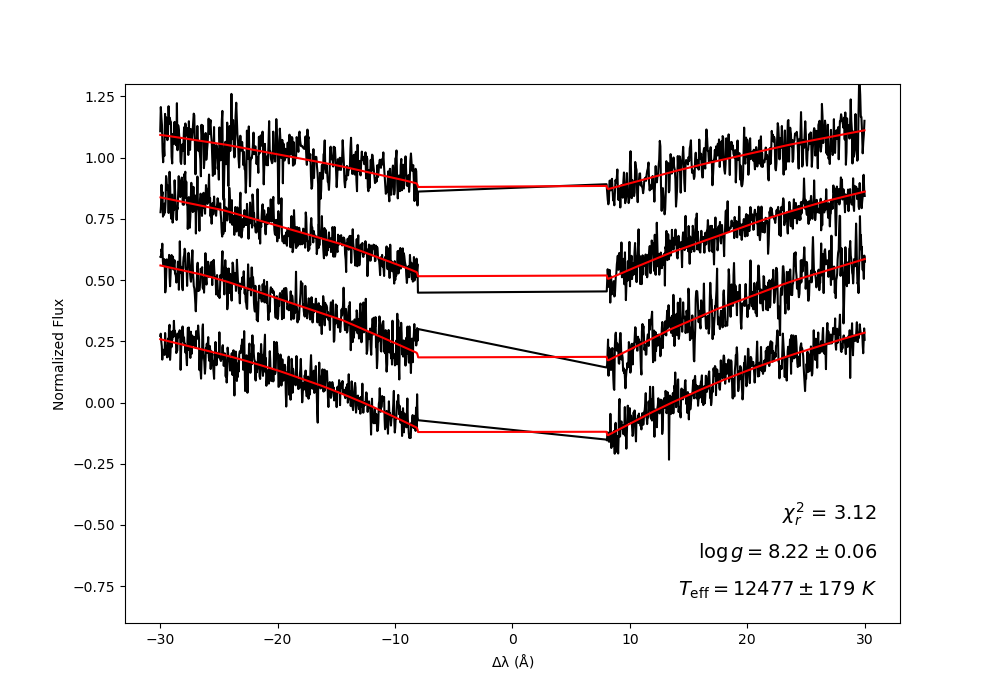 1.25
1.00
0.75
0.50
0.25
0.00
−0.25
−0.50
−0.75
Normalized Flux
χ²ᵣ = 3.12
log g = 8.22 ± 0.06
T_eff = 12477 ± 179 K
−30 −20 −10 0 10 20 30
Δλ (Å)